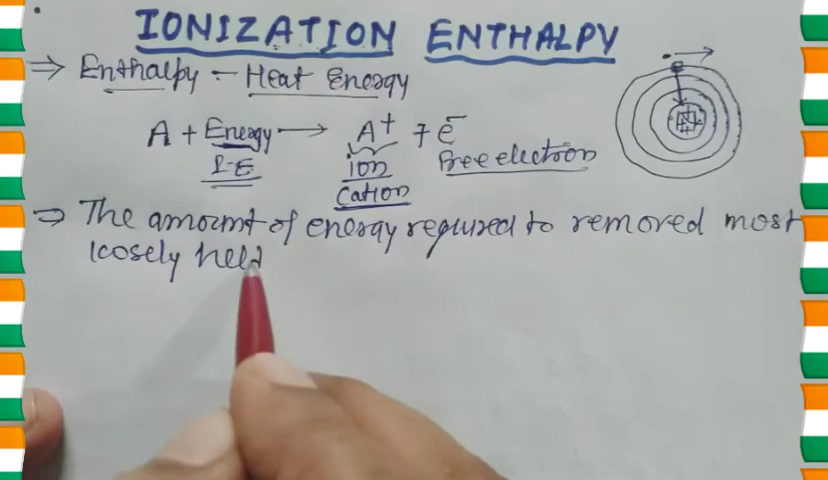 IONIZATION ENTHALPY
⇒ Enthalpy - Heat Energy
A + Energy → A+ + e-
I-E ion Free electron
Cation
⇒ The amount of energy required to removed most
loosely held